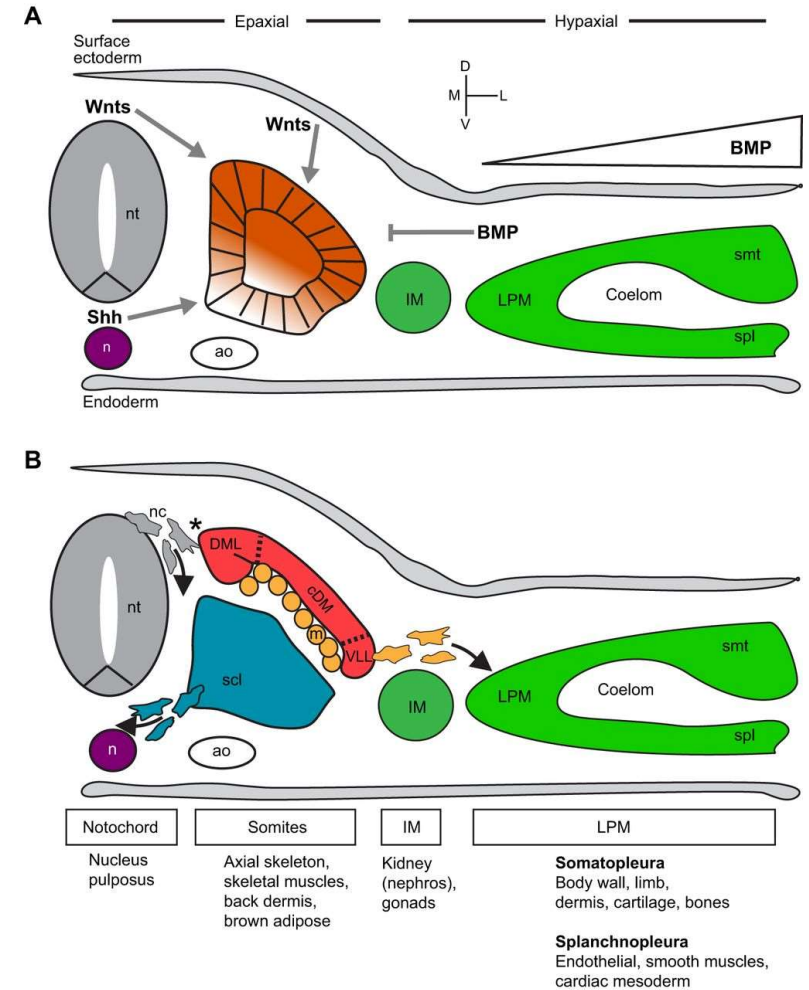 A
Epaxial
Hypaxial
Surface
ectoderm
D
M
L
V
Wnts
Wnts
BMP
nt
BMP
smt
IM
LPM
Coelom
Shh
n
ao
spl
Endoderm
B
nc
*
DML
nt
cDM
m
VLL
smt
scl
IM
LPM
Coelom
n
ao
spl
Notochord
Somites
IM
LPM
Nucleus
pulposus
Axial skeleton,
skeletal muscles,
back dermis,
brown adipose
Kidney
(nephros),
gonads
Somatopleura
Body wall, limb,
dermis, cartilage, bones
Splanchnopleura
Endothelial, smooth muscles,
cardiac mesoderm